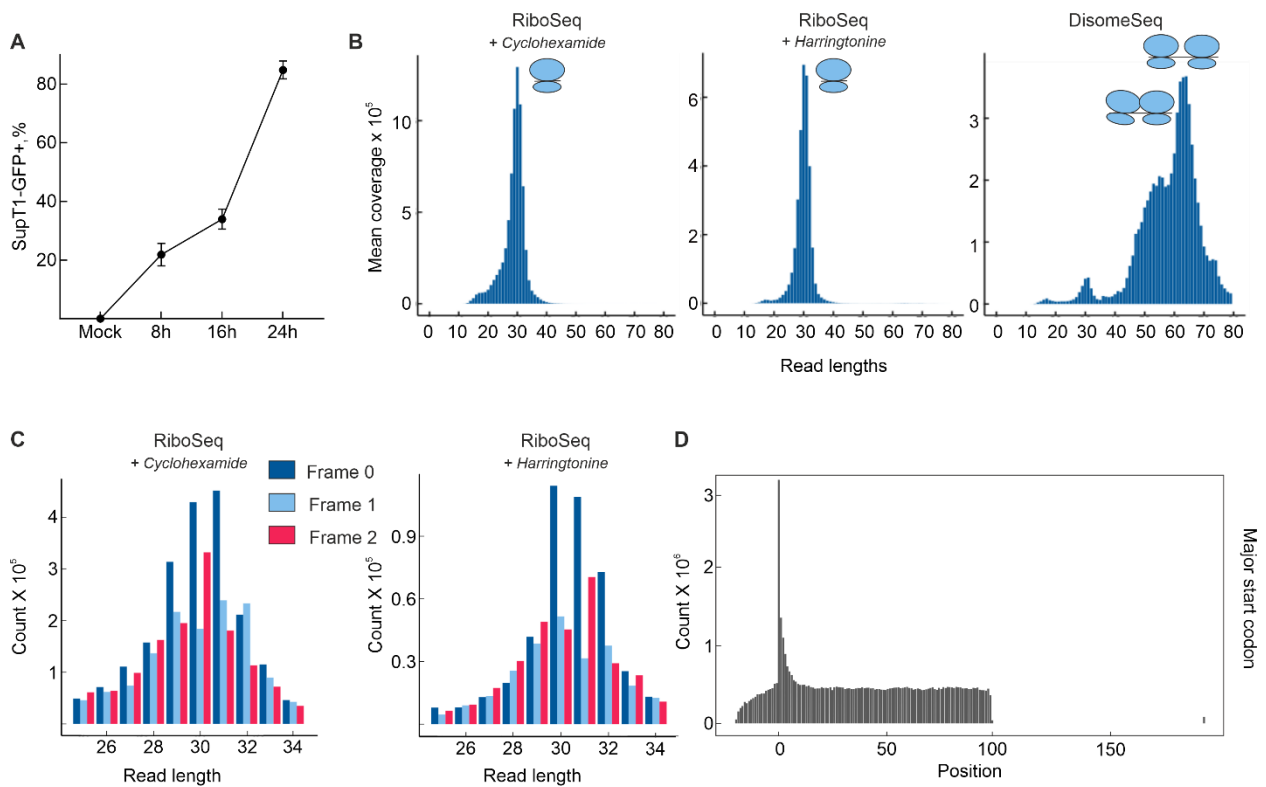 A
SupT1-GFP+, %
80
60
40
20
Mock 8h 16h 24h
B
RiboSeq
+ Cyclohexamide
Mean coverage x 10⁵
10
5
0
0 10 20 30 40 50 60 70 80
RiboSeq
+ Harringtonine
6
4
2
0
0 10 20 30 40 50 60 70 80
DisomeSeq
3
2
1
0
0 10 20 30 40 50 60 70 80
Read lengths
C
RiboSeq
+ Cyclohexamide
Count X 10⁵
4
3
2
1
26 28 30 32 34
Read length
Frame 0
Frame 1
Frame 2
RiboSeq
+ Harringtonine
Count X 10⁵
0.9
0.6
0.3
26 28 30 32 34
Read length
D
Count X 10⁶
3
2
1
0
0 50 100 150
Position
Major start codon